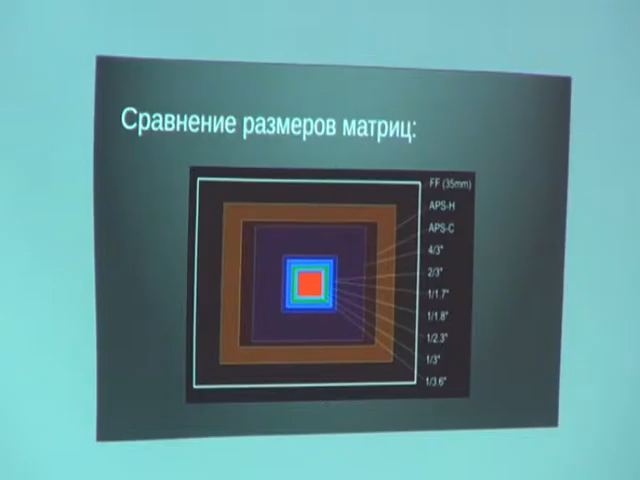 Сравнение размеров матриц:
FF (35mm)
APS-H
APS-C
4/3"
2/3"
1/1.7"
1/1.8"
1/2.3"
1/3"
1/3.6"